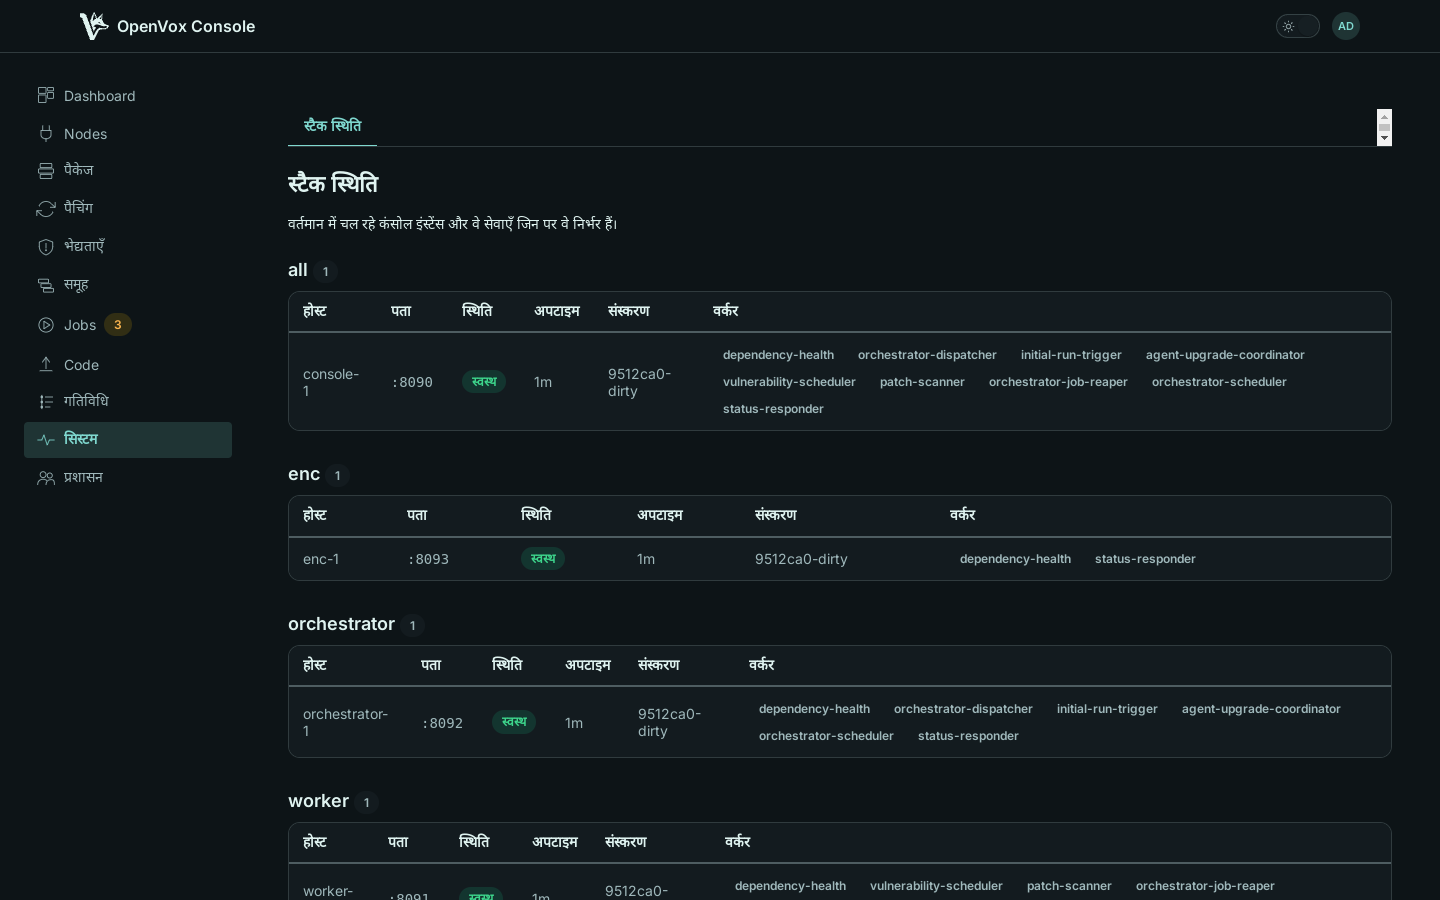 OpenVox Console
AD
Dashboard
Nodes
पैकेज
पैचिंग
भेद्यताएँ
समूह
Jobs 3
Code
गतिविधि
सिस्टम
प्रशासन
स्टैक स्थिति
स्टैक स्थिति
वर्तमान में चल रहे कंसोल इंस्टेंस और वे सेवाएँ जिन पर वे निर्भर हैं।
all 1
होस्ट पता स्थिति अपटाइम संस्करण वर्कर
console-1 :8090 स्वस्थ 1m 9512ca0-dirty dependency-health orchestrator-dispatcher initial-run-trigger agent-upgrade-coordinator
vulnerability-scheduler patch-scanner orchestrator-job-reaper orchestrator-scheduler
status-responder
enc 1
होस्ट पता स्थिति अपटाइम संस्करण वर्कर
enc-1 :8093 स्वस्थ 1m 9512ca0-dirty dependency-health status-responder
orchestrator 1
होस्ट पता स्थिति अपटाइम संस्करण वर्कर
orchestrator-1 :8092 स्वस्थ 1m 9512ca0-dirty dependency-health orchestrator-dispatcher initial-run-trigger agent-upgrade-coordinator
orchestrator-scheduler status-responder
worker 1
होस्ट पता स्थिति अपटाइम संस्करण वर्कर
worker- :8091 स्वस्थ 1m 9512ca0- dependency-health vulnerability-scheduler patch-scanner orchestrator-job-reaper